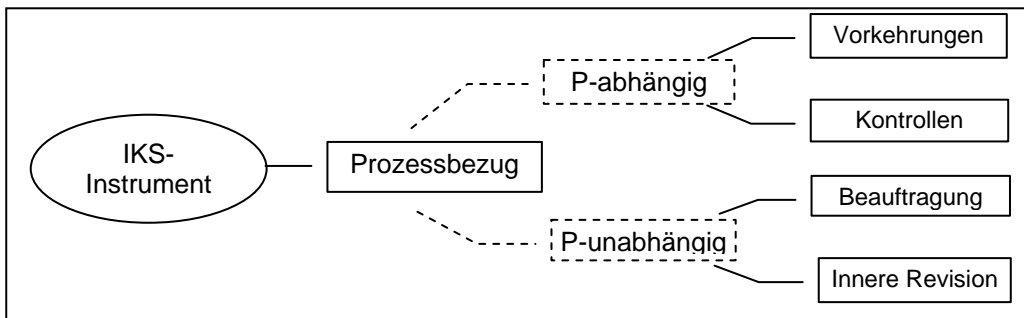 IKS-
Instrument
Prozessbezug
P-abhängig
Vorkehrungen
Kontrollen
P-unabhängig
Beauftragung
Innere Revision